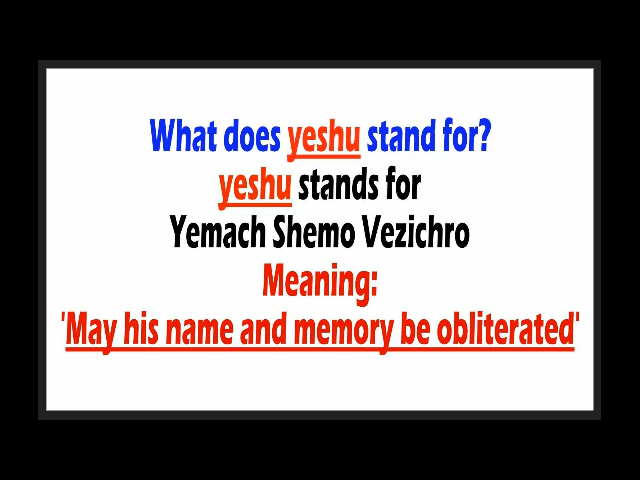 What does yeshu stand for?
yeshu stands for
Yemach Shemo Vezichro
Meaning:
'May his name and memory be obliterated'